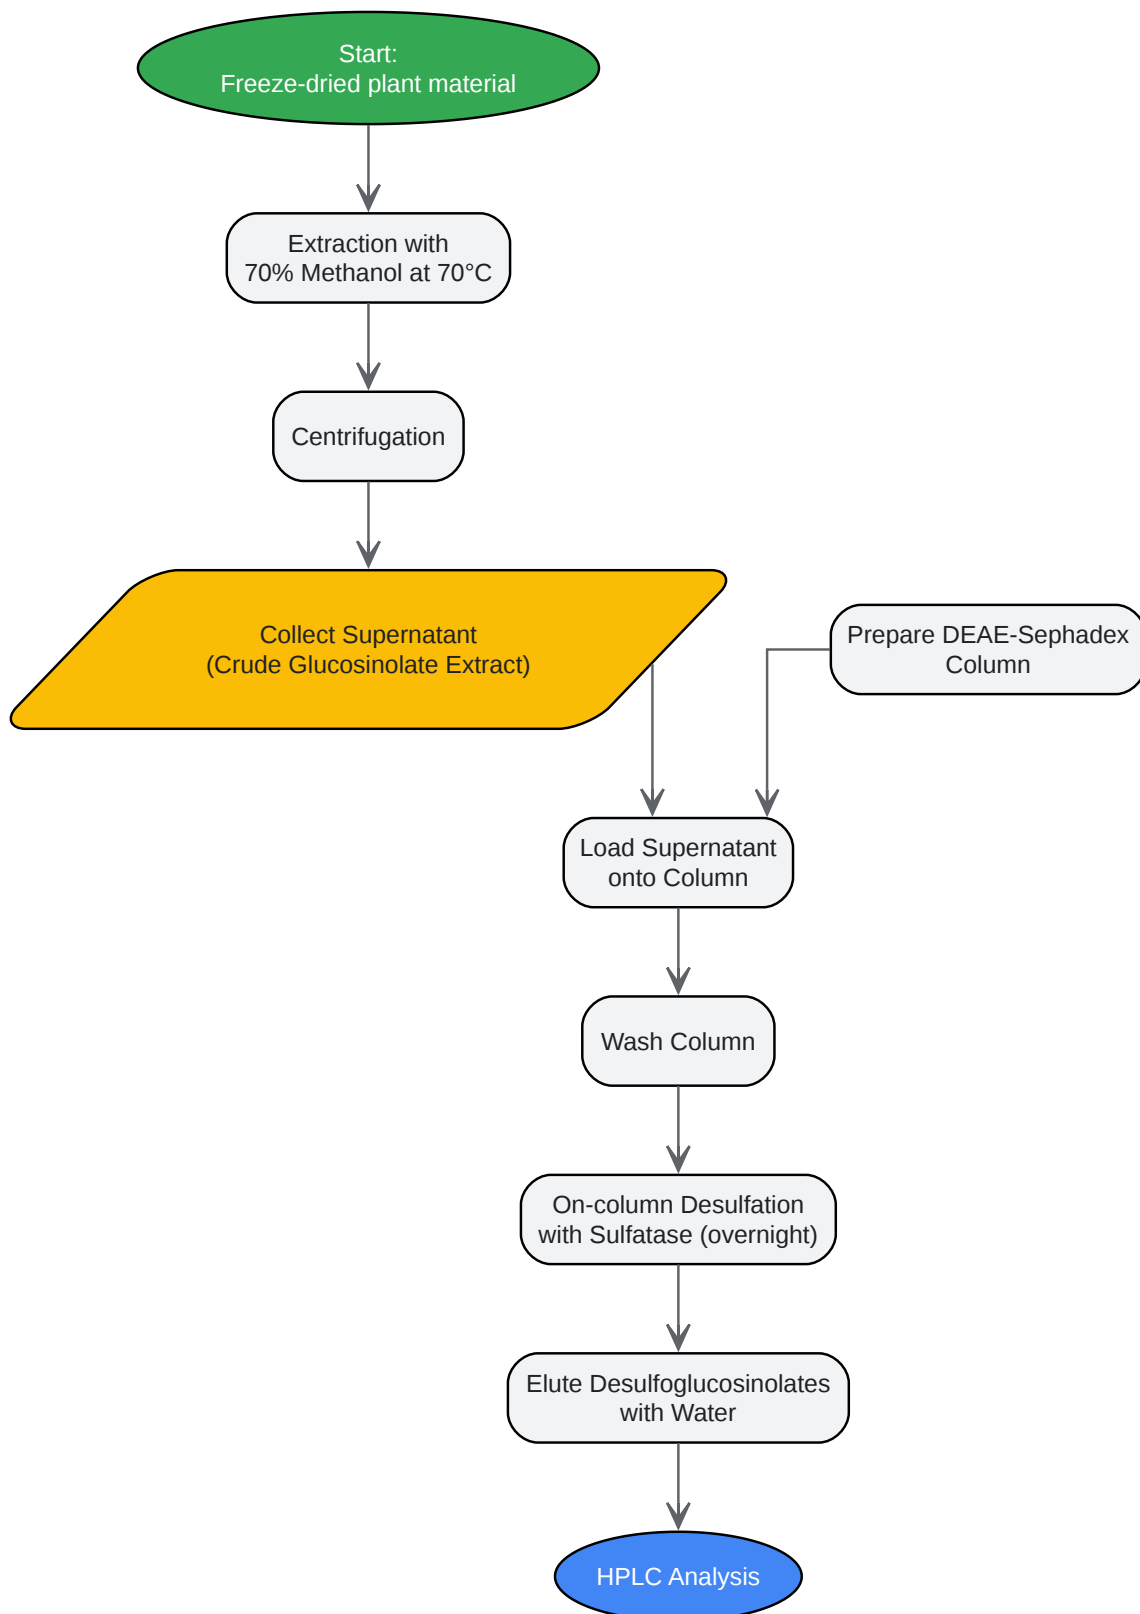 Start:
Freeze-dried plant material
Extraction with
70% Methanol at 70°C
Centrifugation
Collect Supernatant
(Crude Glucosinolate Extract)
Prepare DEAE-Sephadex
Column
Load Supernatant
onto Column
Wash Column
On-column Desulfation
with Sulfatase (overnight)
Elute Desulfoglucosinolates
with Water
HPLC Analysis